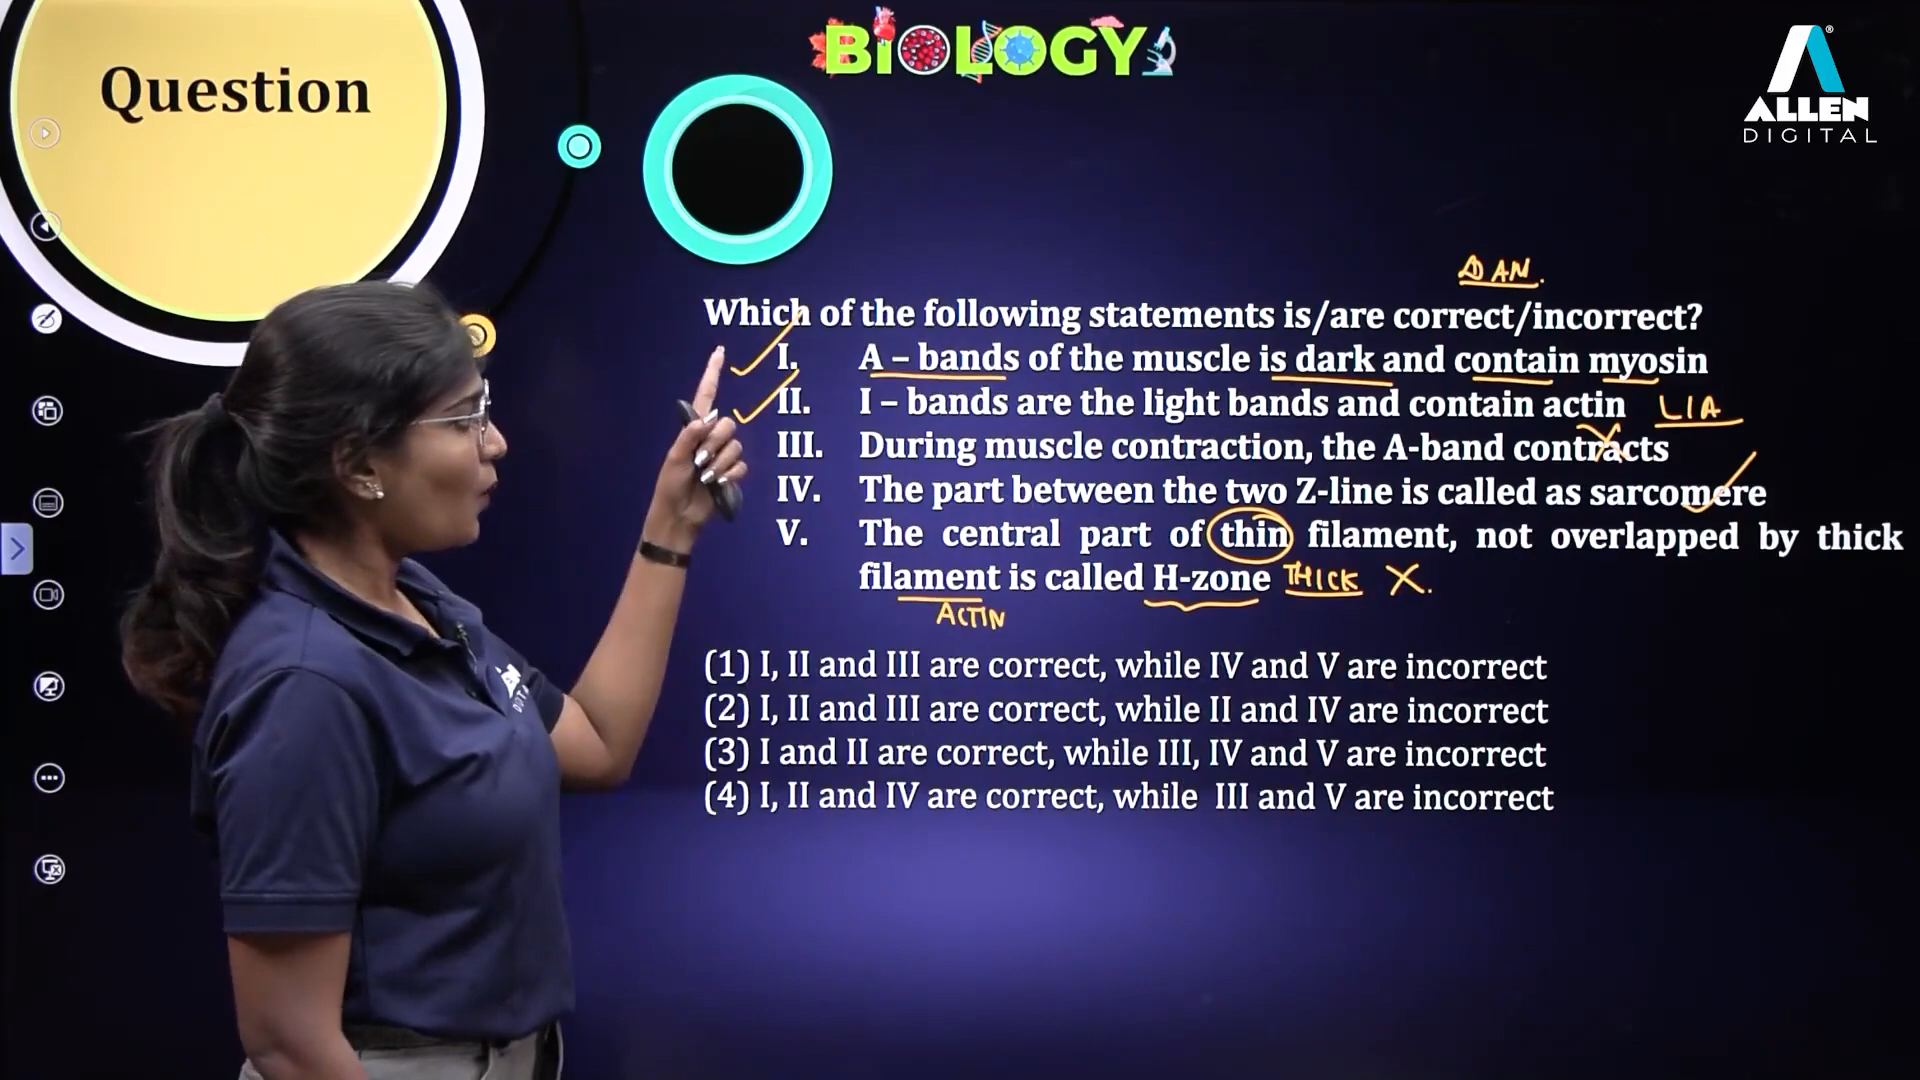 BIOLOGY
Question
ALLEN
DIGITAL
DAN.
Which of the following statements is/are correct/incorrect?
I. A – bands of the muscle is dark and contain myosin
II. I – bands are the light bands and contain actin LIA
III. During muscle contraction, the A-band contracts
IV. The part between the two Z-line is called as sarcomere
V. The central part of thin filament, not overlapped by thick
filament is called H-zone THICK X.
ACTIN
(1) I, II and III are correct, while IV and V are incorrect
(2) I, II and III are correct, while II and IV are incorrect
(3) I and II are correct, while III, IV and V are incorrect
(4) I, II and IV are correct, while III and V are incorrect